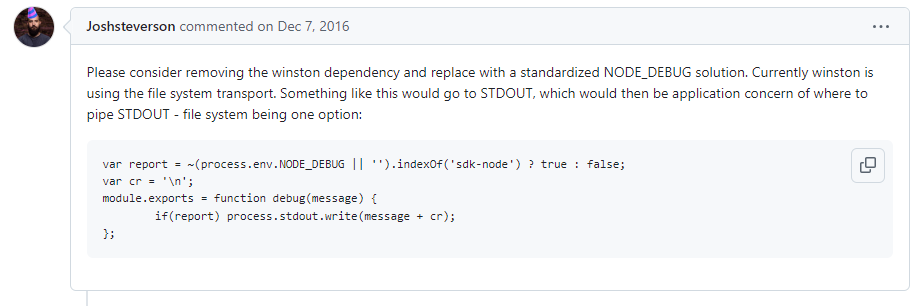 Joshsteverson commented on Dec 7, 2016
Please consider removing the winston dependency and replace with a standardized NODE_DEBUG solution. Currently winston is
using the file system transport. Something like this would go to STDOUT, which would then be application concern of where to
pipe STDOUT - file system being one option:
var report = ~(process.env.NODE_DEBUG || '').indexOf('sdk-node') ? true : false;
var cr = '\n';
module.exports = function debug(message) {
        if(report) process.stdout.write(message + cr);
};